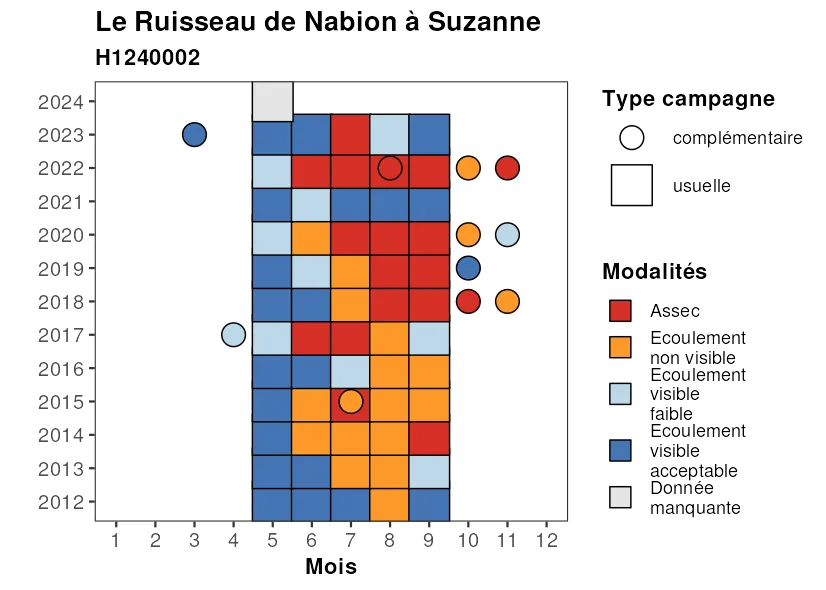 Le Ruisseau de Nabion à Suzanne
H1240002
2024
2023
2022
2021
2020
2019
2018
2017
2016
2015
2014
2013
2012
1 2 3 4 5 6 7 8 9 10 11 12
Mois
Type campagne
complémentaire
usuelle
Modalités
Assec
Ecoulement
non visible
Ecoulement
visible
faible
Ecoulement
visible
acceptable
Donnée
manquante